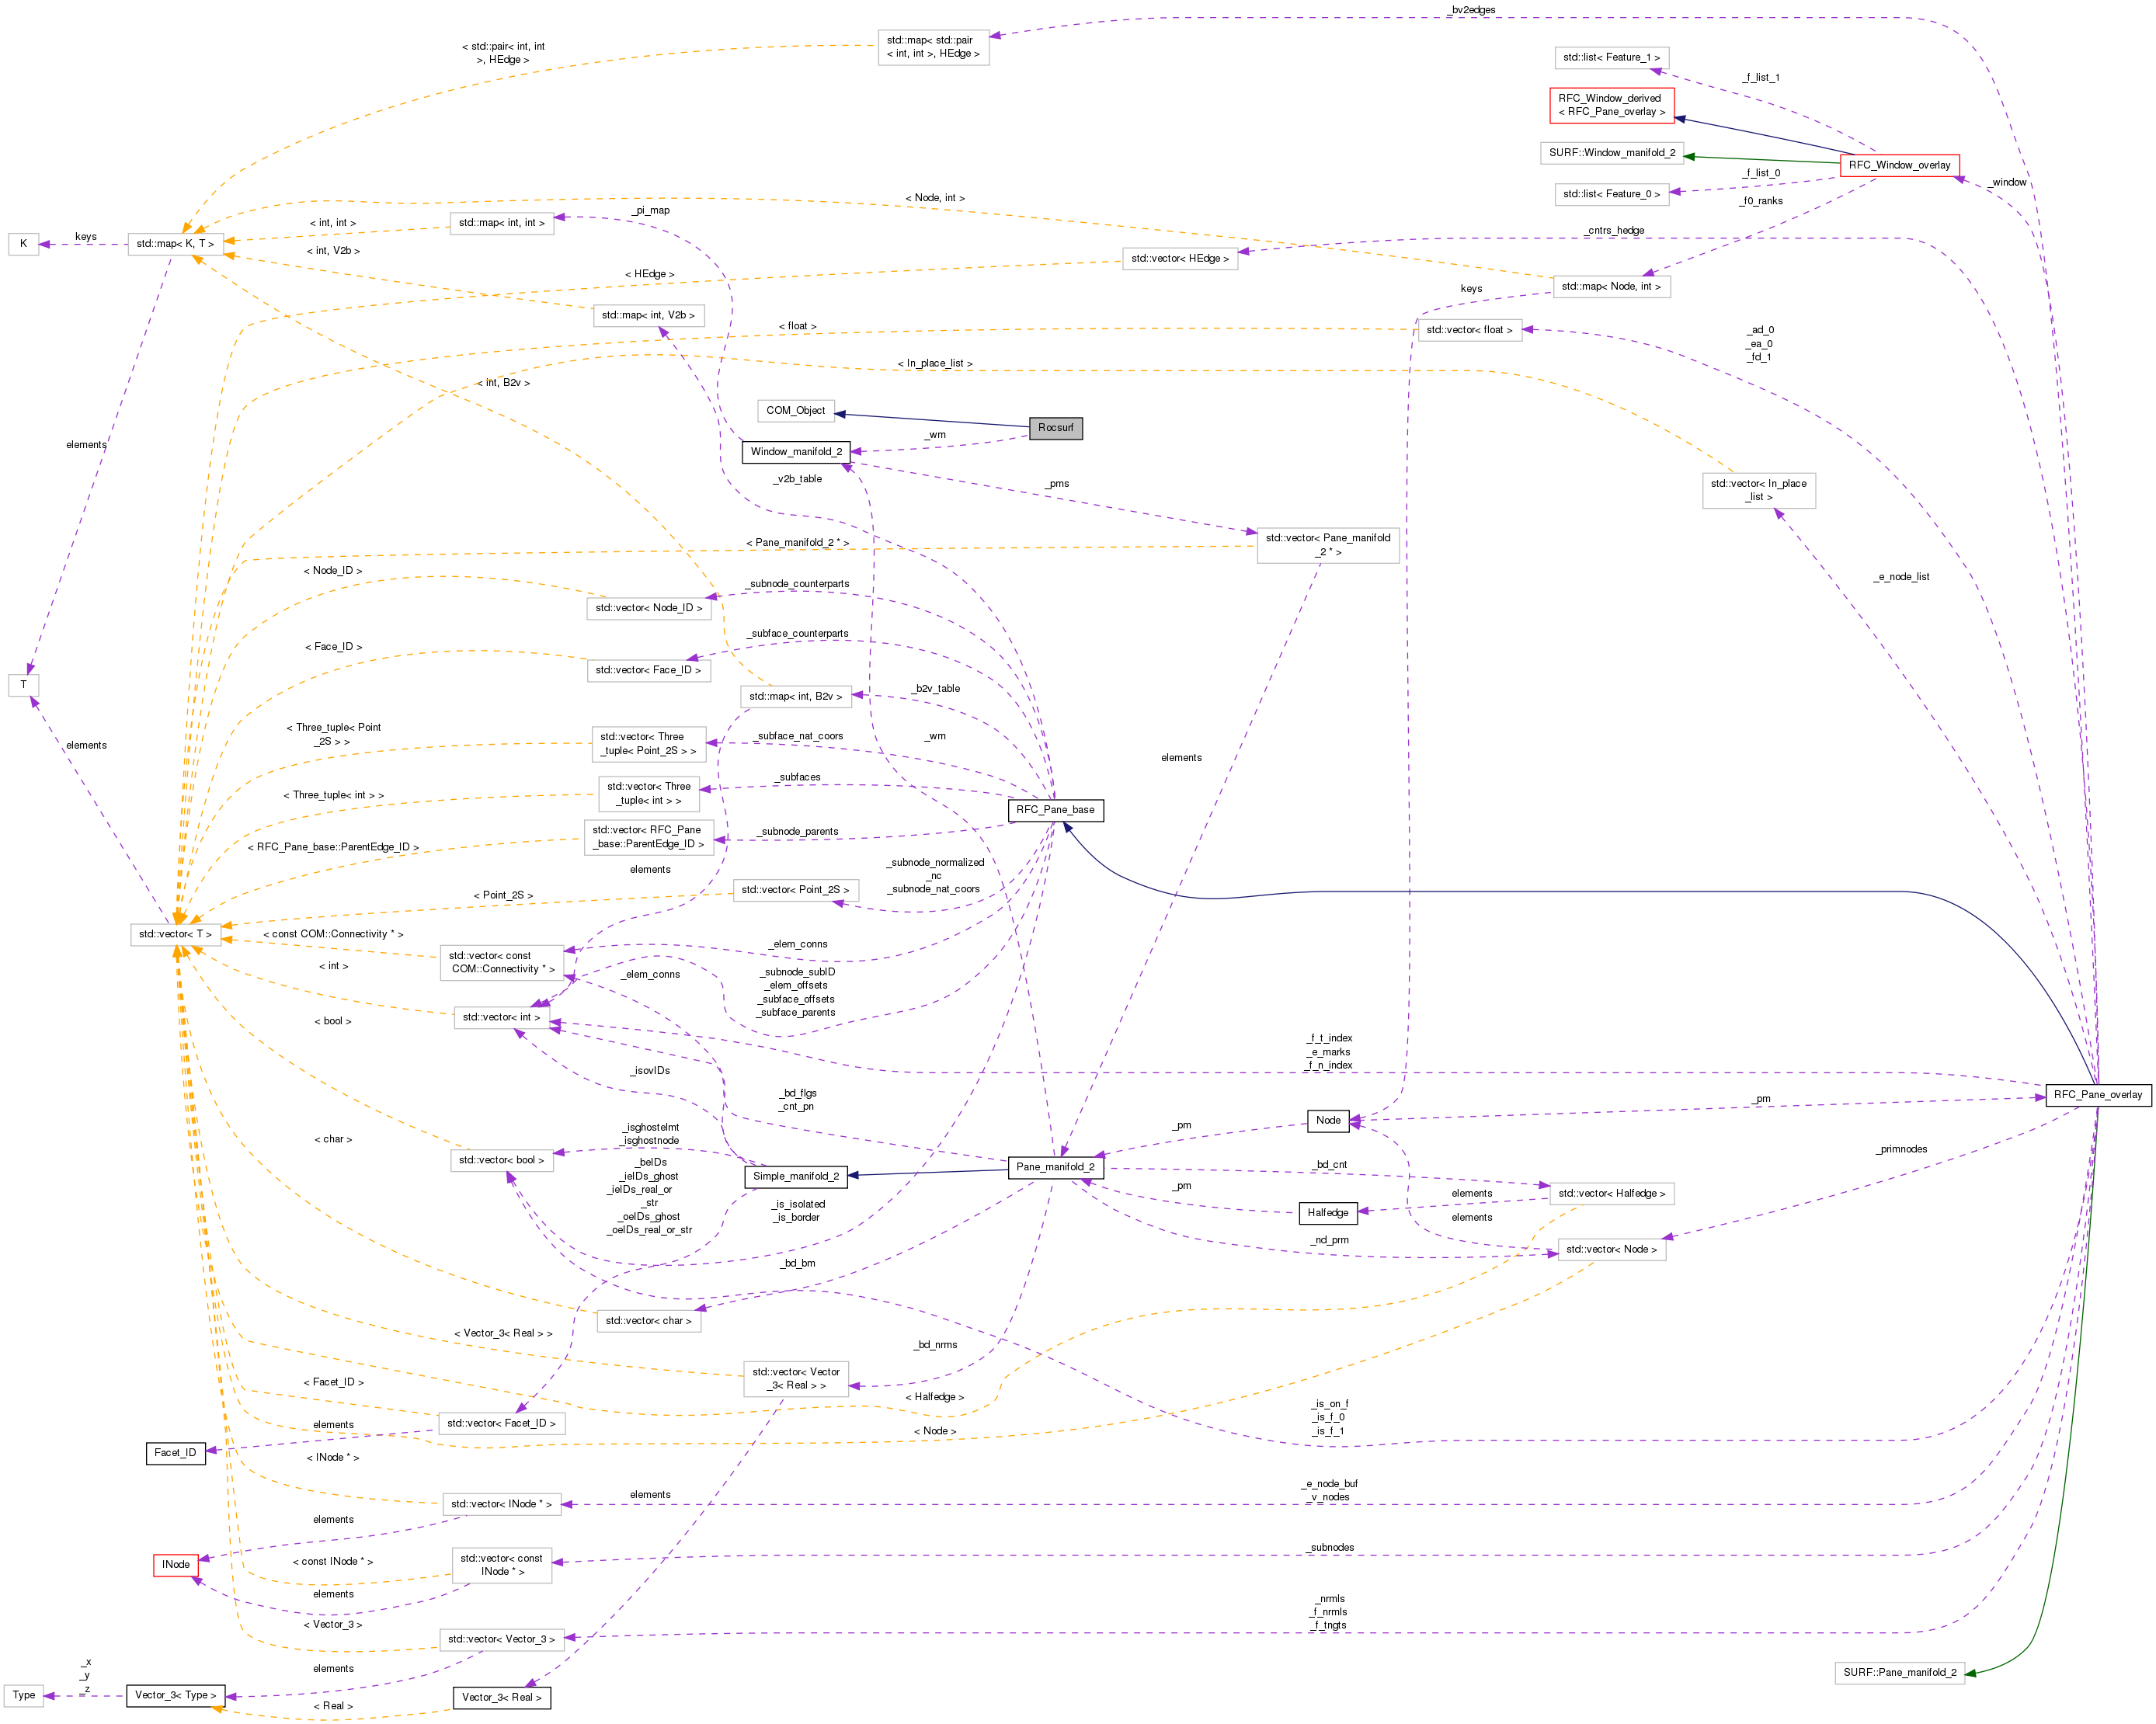 _bv2edges
< std::pair< int, int
>, HEdge >
std::map< std::pair
< int, int >, HEdge >
std::list< Feature_1 >
_f_list_1
RFC_Window_derived
< RFC_Pane_overlay >
SURF::Window_manifold_2
RFC_Window_overlay
_f_list_0
_window
std::list< Feature_0 >
< Node, int >
_f0_ranks
_pi_map
< int, int >
std::map< int, int >
_cntrs_hedge
keys
K
std::map< K, T >
< int, V2b >
std::vector< HEdge >
< HEdge >
keys
std::map< Node, int >
std::map< int, V2b >
< float >
std::vector< float >
_ad_0
_ea_0
_fd_1
< In_place_list >
< int, B2v >
COM_Object
Rocsurf
_wm
elements
Window_manifold_2
_v2b_table
_pms
std::vector< In_place
_list >
std::vector< Pane_manifold
_2 * >
< Pane_manifold_2 * >
< Node_ID >
_subnode_counterparts
_e_node_list
std::vector< Node_ID >
_subface_counterparts
< Face_ID >
std::vector< Face_ID >
T
_b2v_table
std::map< int, B2v >
< Three_tuple< Point
_2S > >
std::vector< Three
_tuple< Point_2S > >
_subface_nat_coors
_wm
elements
elements
_subfaces
std::vector< Three
_tuple< int > >
< Three_tuple< int > >
RFC_Pane_base
std::vector< RFC_Pane
_base::ParentEdge_ID >
_subnode_parents
< RFC_Pane_base::ParentEdge_ID >
elements
_subnode_normalized
_nc
_subnode_nat_coors
std::vector< Point_2S >
< Point_2S >
std::vector< T >
< const COM::Connectivity * >
_elem_conns
std::vector< const
COM::Connectivity * >
< int >
_elem_conns
_subnode_subID
_elem_offsets
_subface_offsets
_subface_parents
std::vector< int >
< bool >
_f_t_index
_e_marks
_f_n_index
_isovIDs
_bd_flgs
_cnt_pn
RFC_Pane_overlay
_pm
Node
_pm
_isghostelmt
_isghostnode
< char >
std::vector< bool >
_primnodes
_beIDs
_ieIDs_ghost
_ieIDs_real_or
_str
_oeIDs_ghost
_oeIDs_real_or_str
Simple_manifold_2
Pane_manifold_2
_bd_cnt
_pm
elements
std::vector< Halfedge >
_is_isolated
_is_border
Halfedge
elements
_nd_prm
std::vector< Node >
_bd_bm
std::vector< char >
< Vector_3< Real > >
_bd_nrms
std::vector< Vector
_3< Real > >
< Facet_ID >
< Halfedge >
std::vector< Facet_ID >
elements
< Node >
_is_on_f
_is_f_0
_is_f_1
Facet_ID
< INode * >
_e_node_buf
_v_nodes
elements
std::vector< INode * >
elements
_subnodes
INode
< const INode * >
std::vector< const
INode * >
elements
_nrmls
_f_nrmls
_f_tngts
< Vector_3 >
std::vector< Vector_3 >
_x
_y
_z
elements
SURF::Pane_manifold_2
Type
Vector_3< Type >
< Real >
Vector_3< Real >